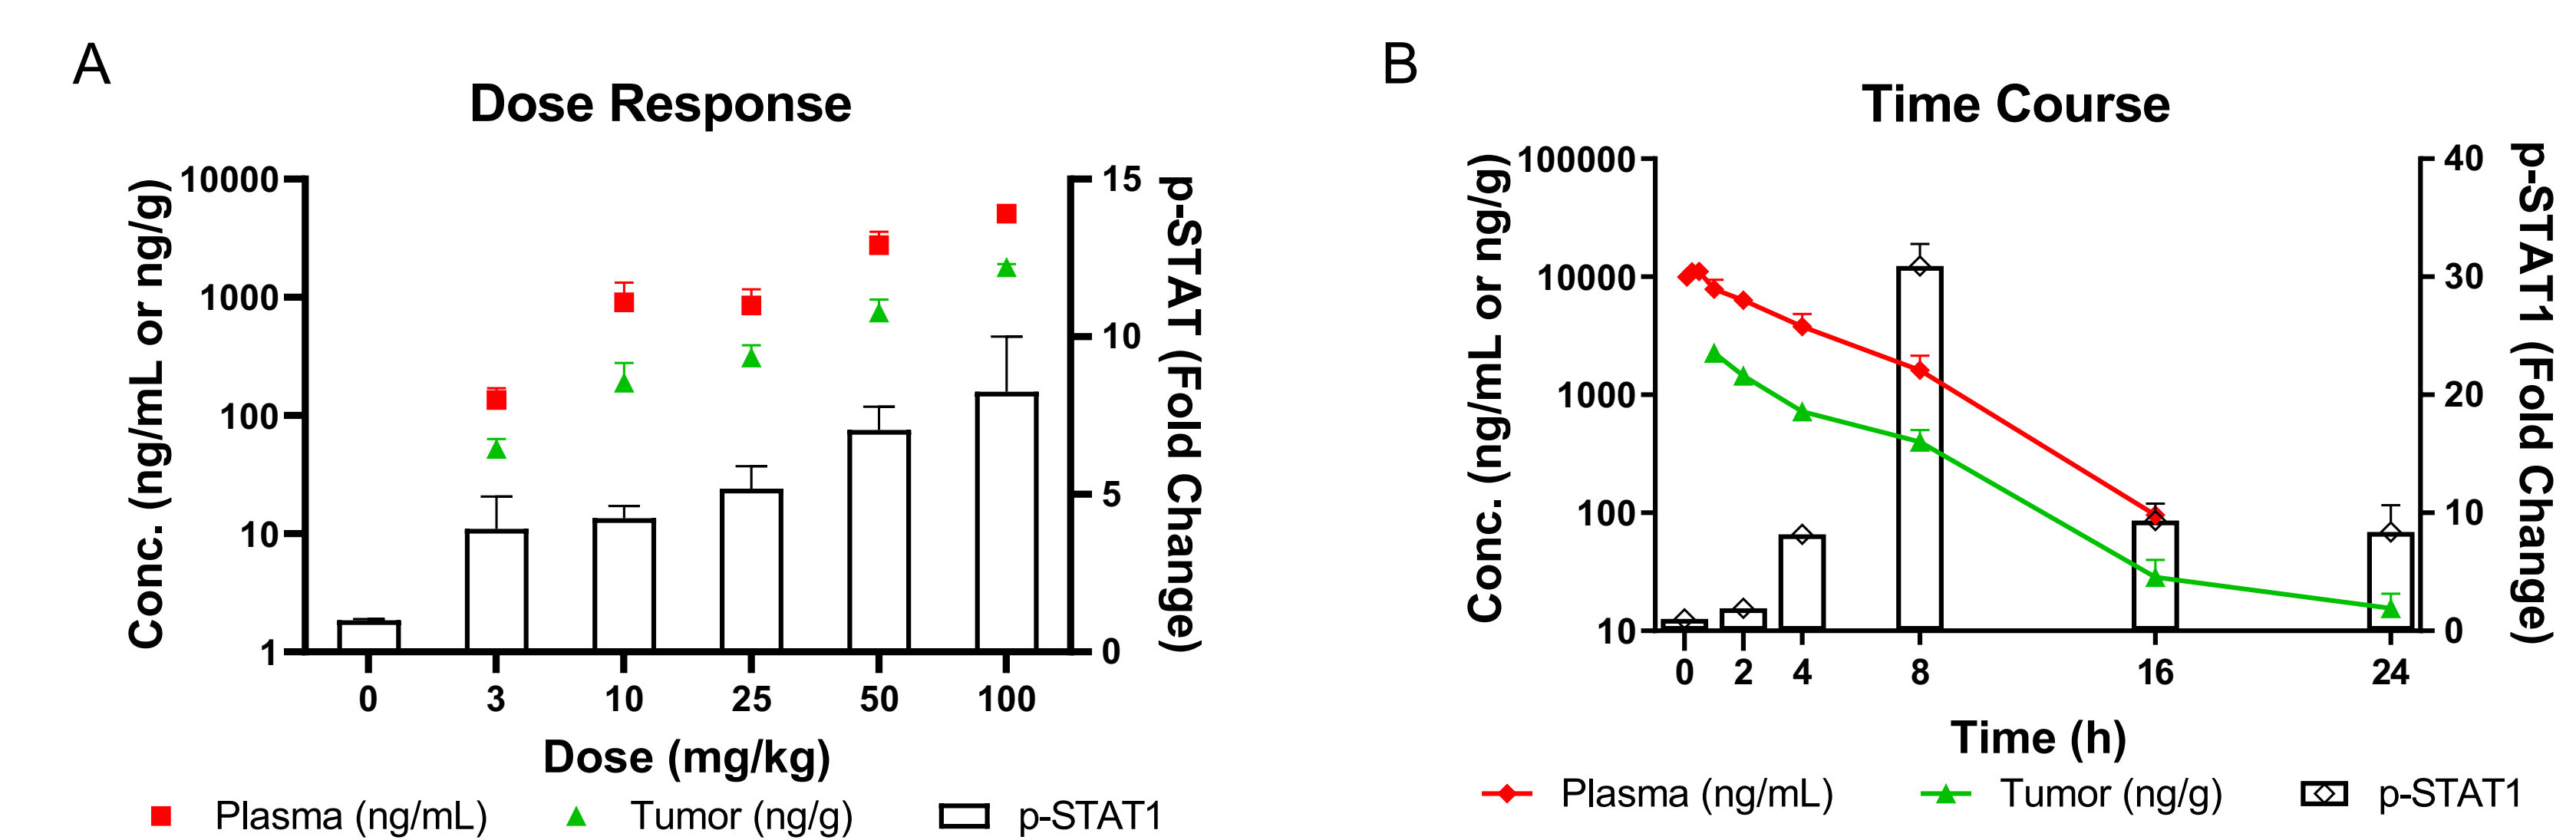 A
Dose Response
Conc. (ng/mL or ng/g)
10000
1000
100
10
1
15
10
5
0
p-STAT (Fold Change)
0 3 10 25 50 100
Dose (mg/kg)
Plasma (ng/mL) Tumor (ng/g) p-STAT1
B
Time Course
Conc. (ng/mL or ng/g)
100000
10000
1000
100
10
40
30
20
10
0
p-STAT1 (Fold Change)
0 2 4 8 16 24
Time (h)
Plasma (ng/mL) Tumor (ng/g) p-STAT1